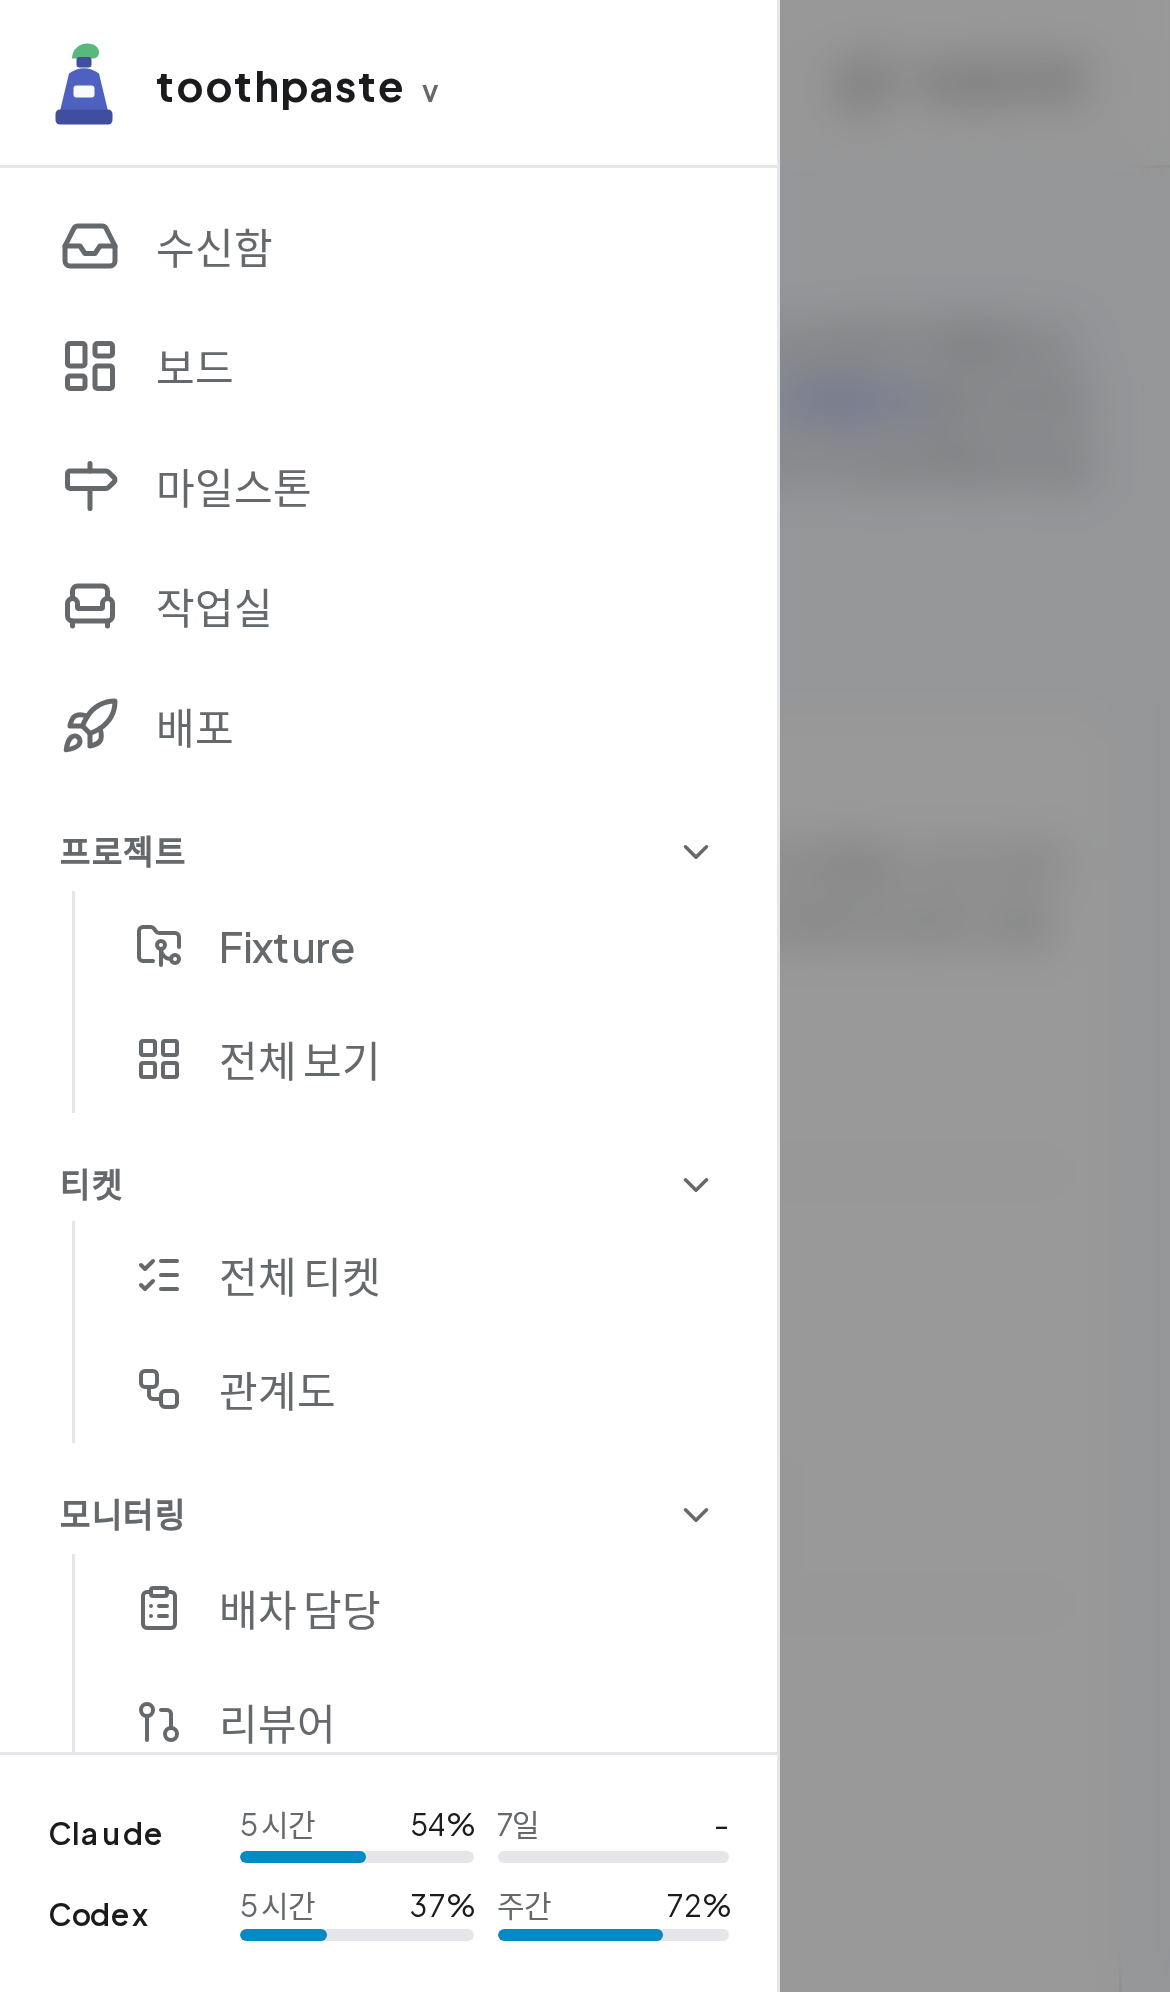 toothpaste v
수신함
보드
마일스톤
작업실
배포
프로젝트
Fixture
전체 보기
티켓
전체 티켓
관계도
모니터링
배차 담당
리뷰어
Claude 5시간 54% 7일 -
Codex 5시간 37% 주간 72%